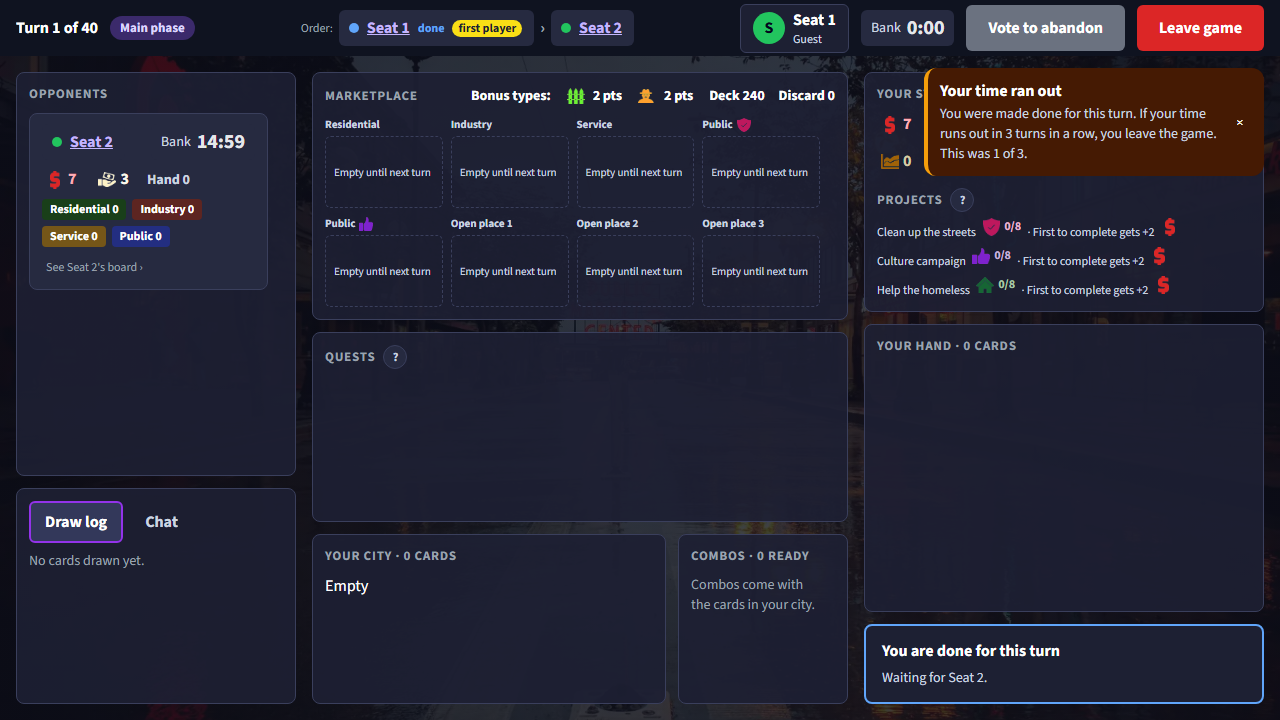 Turn 1 of 40 Main phase Order: Seat 1 done first player › Seat 2 S Seat 1 Guest Bank 0:00 Vote to abandon Leave game
OPPONENTS
Seat 2 Bank 14:59
7 3 Hand 0
Residential 0 Industry 0
Service 0 Public 0
See Seat 2's board ›
Draw log Chat
No cards drawn yet.
MARKETPLACE Bonus types: 2 pts 2 pts Deck 240 Discard 0
Residential Industry Service Public
Empty until next turn Empty until next turn Empty until next turn Empty until next turn
Public Open place 1 Open place 2 Open place 3
Empty until next turn Empty until next turn Empty until next turn Empty until next turn
QUESTS ?
YOUR CITY · 0 CARDS
Empty
COMBOS · 0 READY
Combos come with
the cards in your city.
YOUR S
7
0
Your time ran out
You were made done for this turn. If your time
runs out in 3 turns in a row, you leave the game.
This was 1 of 3.
×
PROJECTS ?
Clean up the streets 0/8 · First to complete gets +2
Culture campaign 0/8 · First to complete gets +2
Help the homeless 0/8 · First to complete gets +2
YOUR HAND · 0 CARDS
You are done for this turn
Waiting for Seat 2.